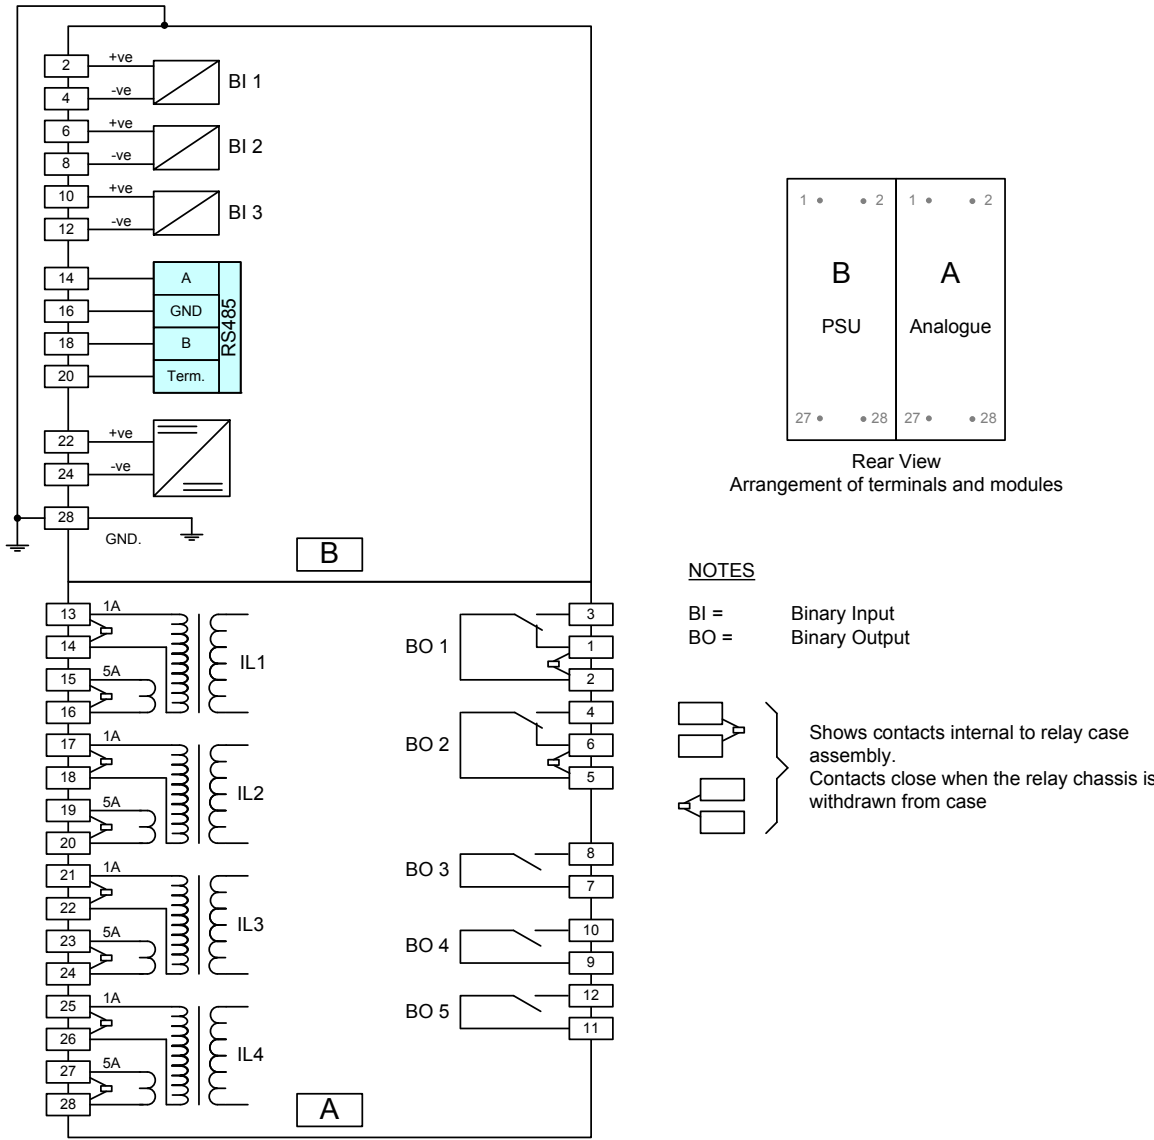 2 +ve
BI 1
4 -ve
6 +ve
BI 2
8 -ve
10 +ve
BI 3
12 -ve
14 A
16 GND
18 B
20 Term.
RS485
22 +ve
24 -ve
28
GND.
B
13 1A
14
IL1
15 5A
16
17 1A
18
IL2
19 5A
20
21 1A
22
IL3
23 5A
24
25 1A
26
IL4
27 5A
28
A
3
BO 1
1
2
4
BO 2
6
5
8
BO 3
7
10
BO 4
9
12
BO 5
11
1 2 1 2
B A
PSU Analogue
27 28 27 28
Rear View
Arrangement of terminals and modules
NOTES
BI = Binary Input
BO = Binary Output
Shows contacts internal to relay case
assembly.
Contacts close when the relay chassis is
withdrawn from case